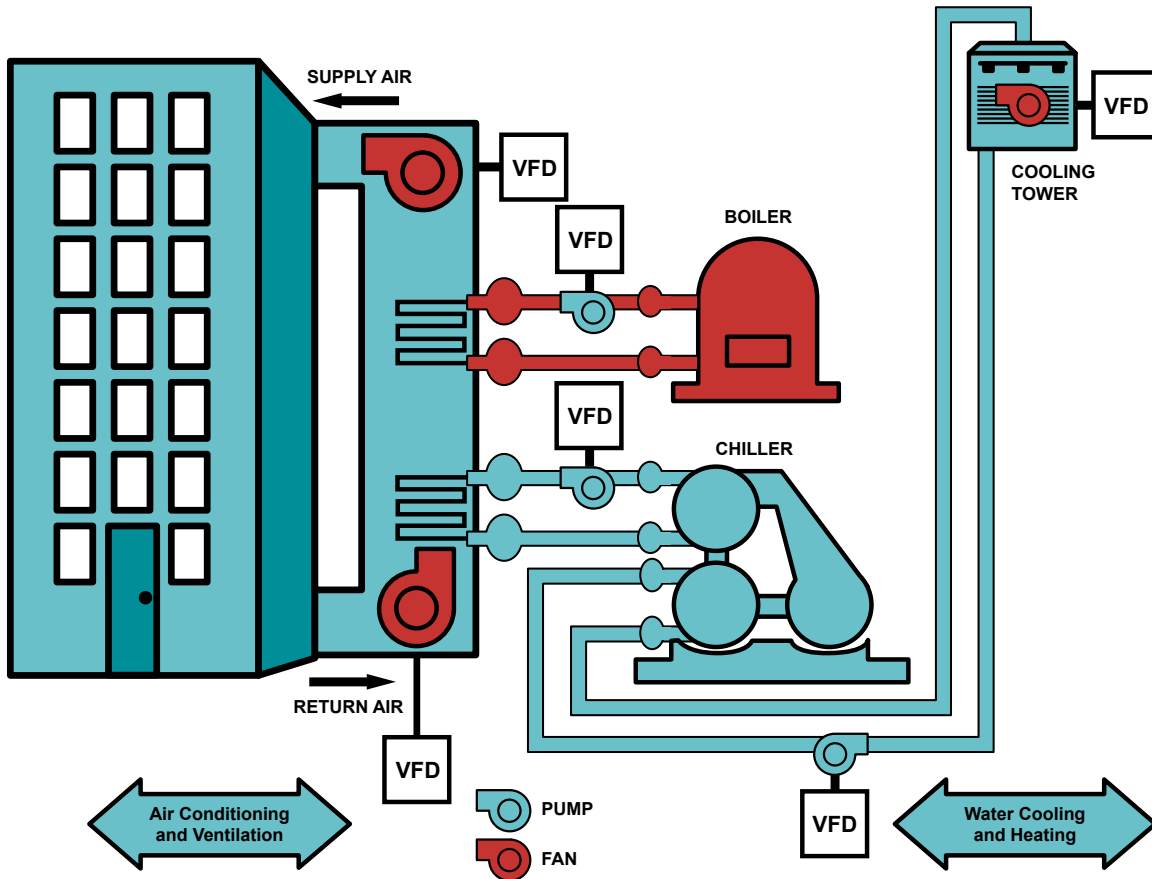 SUPPLY AIR
VFD
VFD
COOLING
TOWER
VFD
BOILER
VFD
CHILLER
RETURN AIR
VFD
VFD
Air Conditioning
and Ventilation
PUMP
FAN
Water Cooling
and Heating